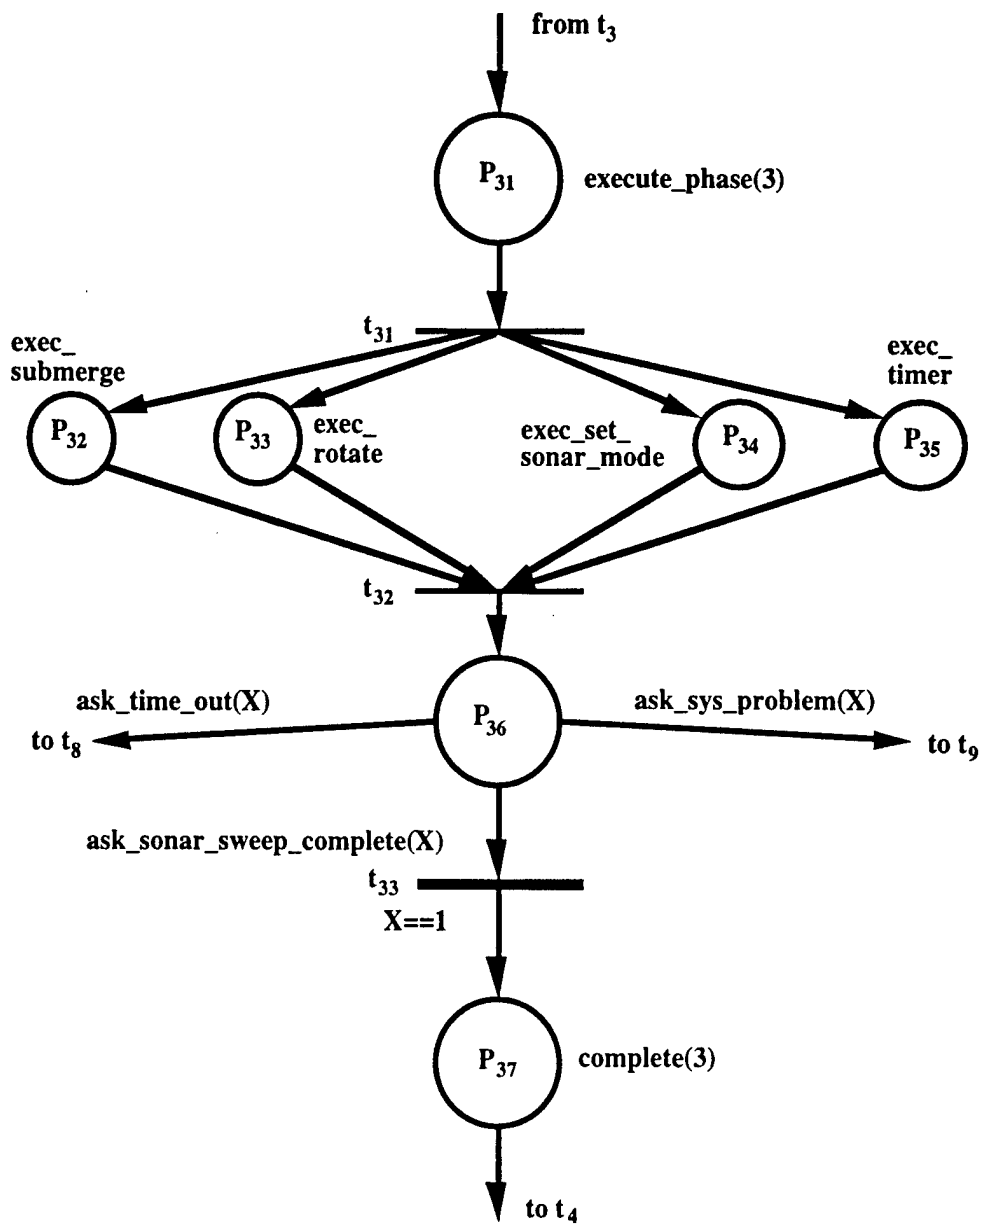 from t3
P31
execute_phase(3)
t31
exec_
submerge
exec_
timer
P32
P33
exec_
rotate
exec_set_
sonar_mode
P34
P35
t32
ask_time_out(X)
ask_sys_problem(X)
P36
to t8
to t9
ask_sonar_sweep_complete(X)
t33
X==1
P37
complete(3)
to t4